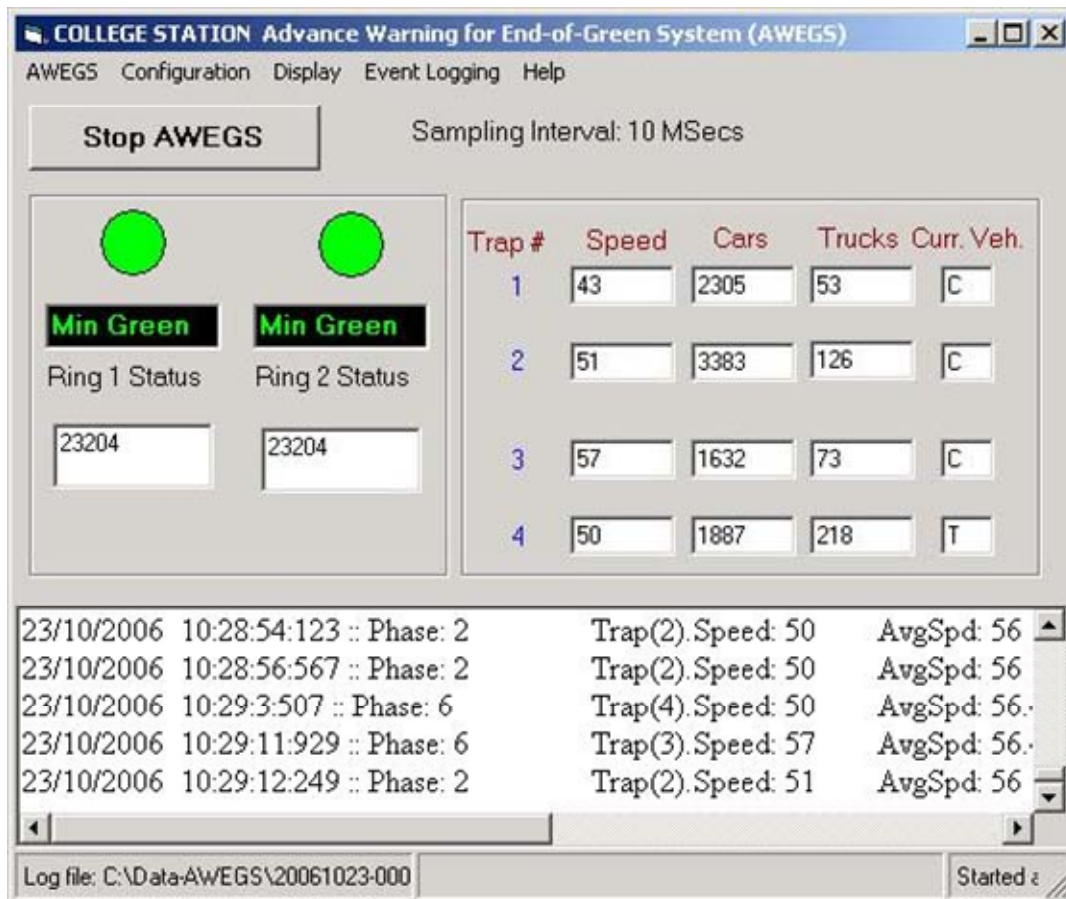 COLLEGE STATION Advance Warning for End-of-Green System (AWEGS)
AWEGS Configuration Display Event Logging Help
Stop AWEGS
Sampling Interval: 10 MSecs
Min Green
Min Green
Ring 1 Status
Ring 2 Status
23204
23204
Trap # Speed Cars Trucks Curr. Veh.
1 43 2305 53 C
2 51 3383 126 C
3 57 1632 73 C
4 50 1887 218 T
23/10/2006 10:28:54:123 :: Phase: 2 Trap(2).Speed: 50 AvgSpd: 56
23/10/2006 10:28:56:567 :: Phase: 2 Trap(2).Speed: 50 AvgSpd: 56
23/10/2006 10:29:3:507 :: Phase: 6 Trap(4).Speed: 50 AvgSpd: 56.
23/10/2006 10:29:11:929 :: Phase: 6 Trap(3).Speed: 57 AvgSpd: 56.
23/10/2006 10:29:12:249 :: Phase: 2 Trap(2).Speed: 51 AvgSpd: 56
Log file: C:\Data-AWEGS\20061023-000
Started